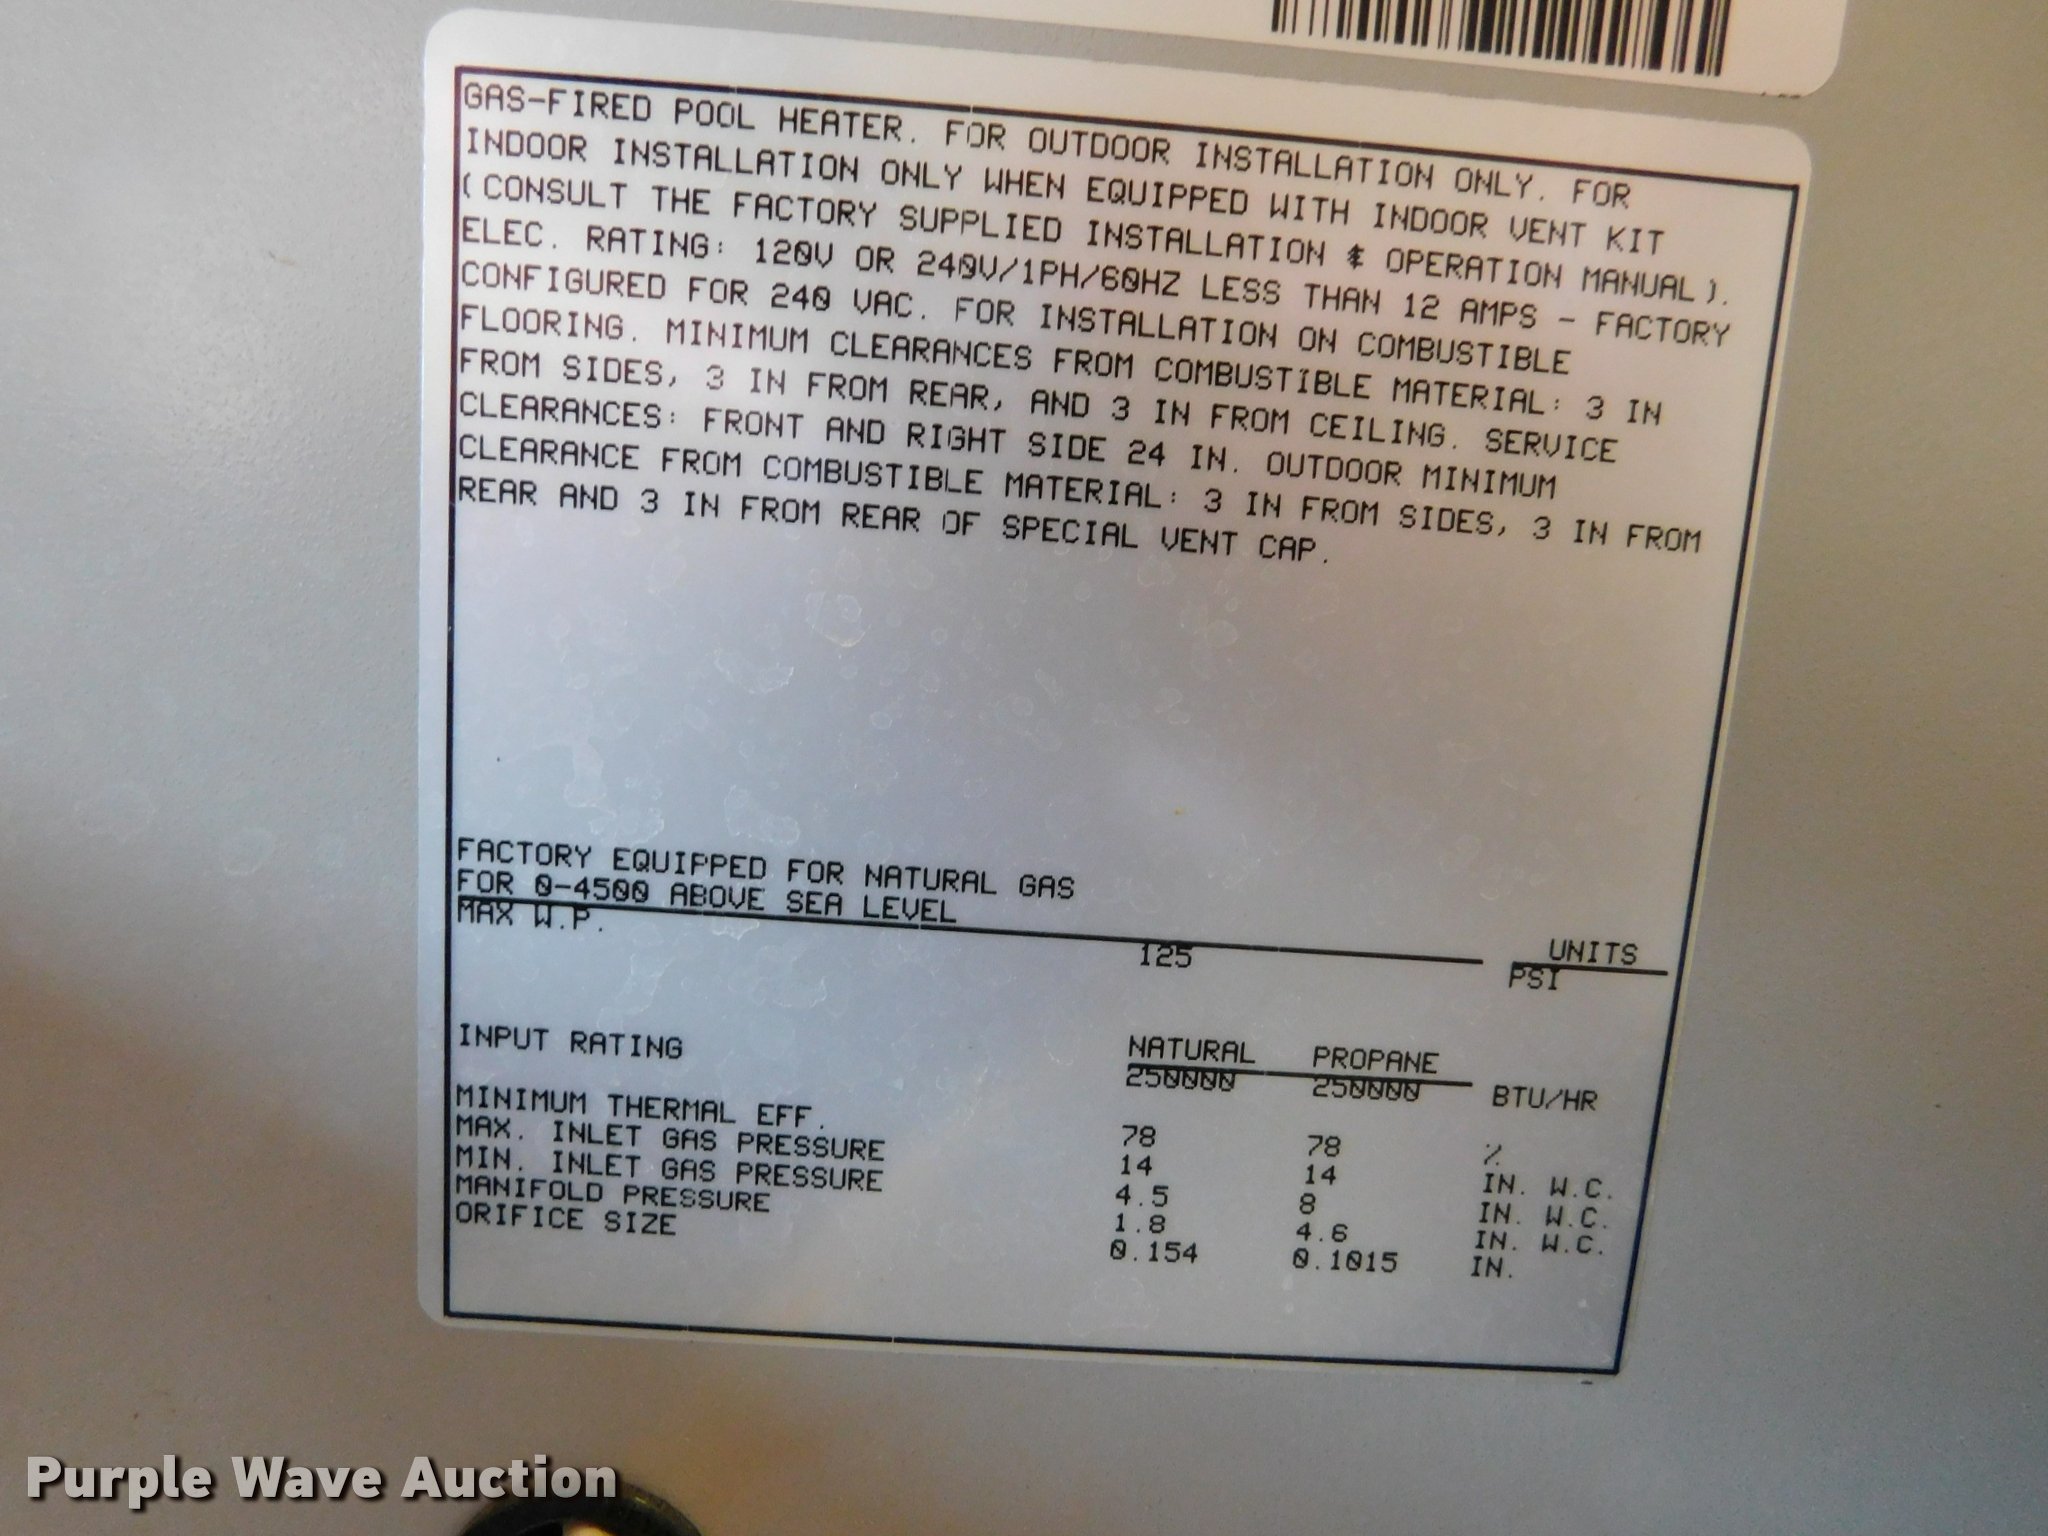 GAS-FIRED POOL HEATER. FOR OUTDOOR INSTALLATION ONLY. FOR
INDOOR INSTALLATION ONLY WHEN EQUIPPED WITH INDOOR VENT KIT
(CONSULT THE FACTORY SUPPLIED INSTALLATION & OPERATION MANUAL).
ELEC. RATING: 120V OR 240V/1PH/60HZ LESS THAN 12 AMPS - FACTORY
CONFIGURED FOR 240 VAC. FOR INSTALLATION ON COMBUSTIBLE
FLOORING. MINIMUM CLEARANCES FROM COMBUSTIBLE MATERIAL: 3 IN
FROM SIDES, 3 IN FROM REAR, AND 3 IN FROM CEILING. SERVICE
CLEARANCES: FRONT AND RIGHT SIDE 24 IN. OUTDOOR MINIMUM
CLEARANCE FROM COMBUSTIBLE MATERIAL: 3 IN FROM SIDES, 3 IN FROM
REAR AND 3 IN FROM REAR OF SPECIAL VENT CAP.
FACTORY EQUIPPED FOR NATURAL GAS
FOR 0-4500 ABOVE SEA LEVEL UNITS
MAX W.P. 125 PSI
NATURAL PROPANE
INPUT RATING 250000 250000 BTU/HR
MINIMUM THERMAL EFF. 78 78 %
MAX. INLET GAS PRESSURE 14 14 IN. W.C.
MIN. INLET GAS PRESSURE 4.5 8 IN. W.C.
MANIFOLD PRESSURE 1.8 4.6 IN. W.C.
ORIFICE SIZE 0.154 0.1015 IN.
Purple Wave Auction